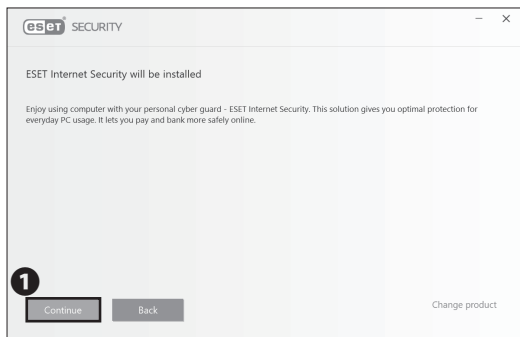 eset® SECURITY
ESET Internet Security will be installed
Enjoy using computer with your personal cyber guard - ESET Internet Security. This solution gives you optimal protection for
everyday PC usage. It lets you pay and bank more safely online.
1
Continue Back Change product